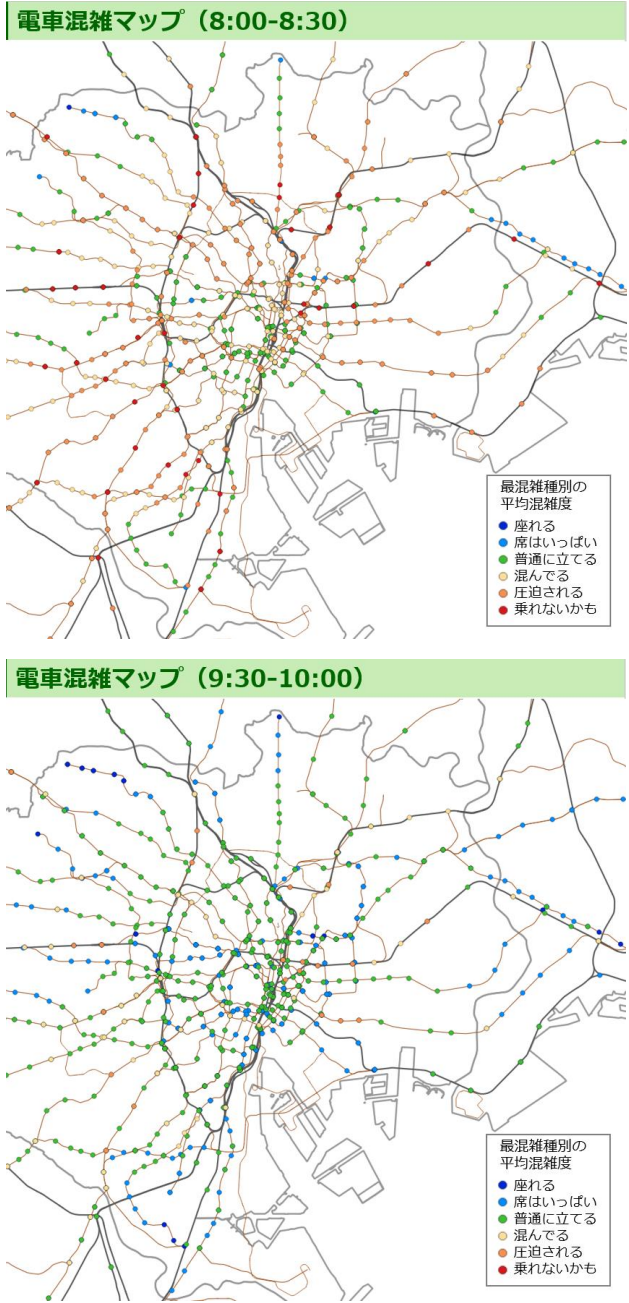 電車混雑マップ（8:00-8:30）
最混雑種別の
平均混雑度
座れる
席はいっぱい
普通に立てる
混んでる
圧迫される
乗れないかも
電車混雑マップ（9:30-10:00）
最混雑種別の
平均混雑度
座れる
席はいっぱい
普通に立てる
混んでる
圧迫される
乗れないかも